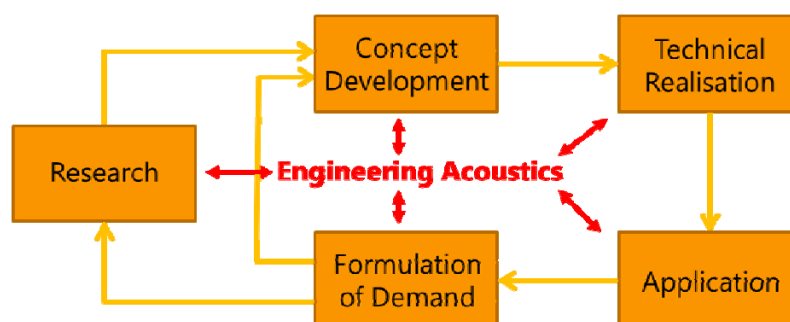 Concept
Development
Technical
Realisation
Research
Engineering Acoustics
Formulation
of Demand
Application